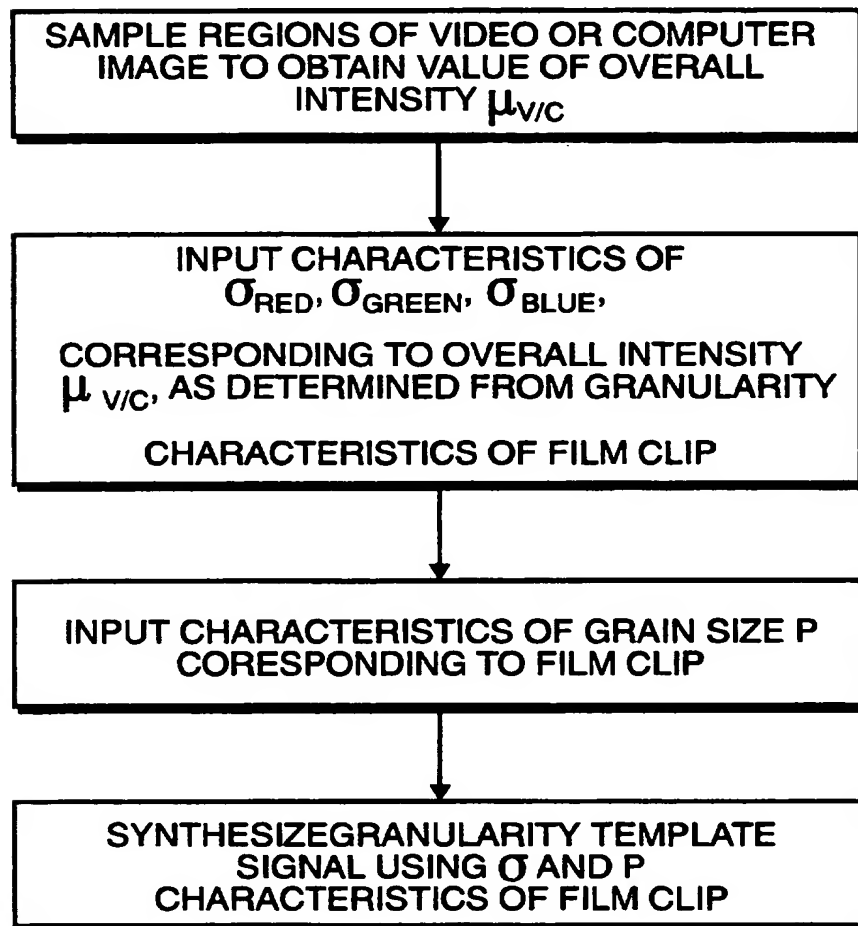 SAMPLE REGIONS OF VIDEO OR COMPUTER
IMAGE TO OBTAIN VALUE OF OVERALL
INTENSITY μV/C
INPUT CHARACTERISTICS OF
σRED, σGREEN, σBLUE,
CORRESPONDING TO OVERALL INTENSITY
μ V/C, AS DETERMINED FROM GRANULARITY
CHARACTERISTICS OF FILM CLIP
INPUT CHARACTERISTICS OF GRAIN SIZE P
CORESPONDING TO FILM CLIP
SYNTHESIZEGRANULARITY TEMPLATE
SIGNAL USING σ AND P
CHARACTERISTICS OF FILM CLIP